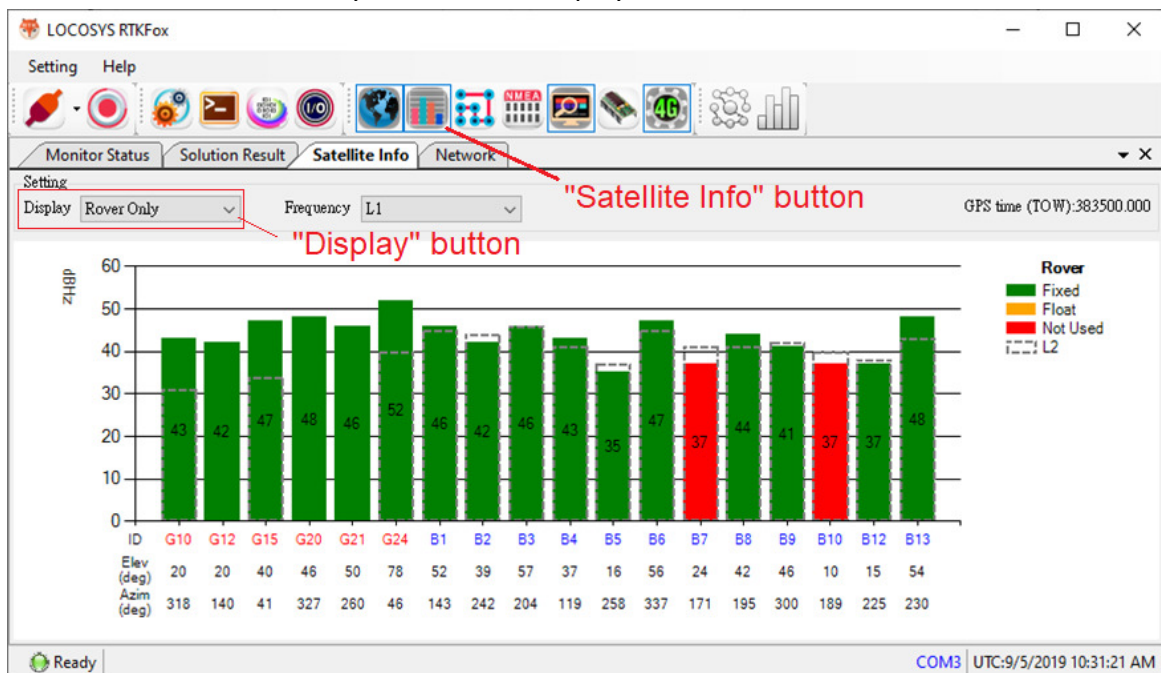 LOCOSYS RTKFox
Setting Help
NMEA
I/O
4G
Monitor Status Solution Result Satellite Info Network
"Satellite Info" button
Setting
Display Rover Only Frequency L1 GPS time (TOW):383500.000
"Display" button
dBHz
60
50
40
30
20
10
0
43 42 47 48 46 52 46 42 46 43 35 47 37 44 41 37 37 48
Rover
Fixed
Float
Not Used
L2
ID G10 G12 G15 G20 G21 G24 B1 B2 B3 B4 B5 B6 B7 B8 B9 B10 B12 B13
Elev
(deg) 20 20 40 46 50 78 52 39 57 37 16 56 24 42 46 10 15 54
Azim
(deg) 318 140 41 327 260 46 143 242 204 119 258 337 171 195 300 189 225 230
Ready COM3 UTC:9/5/2019 10:31:21 AM